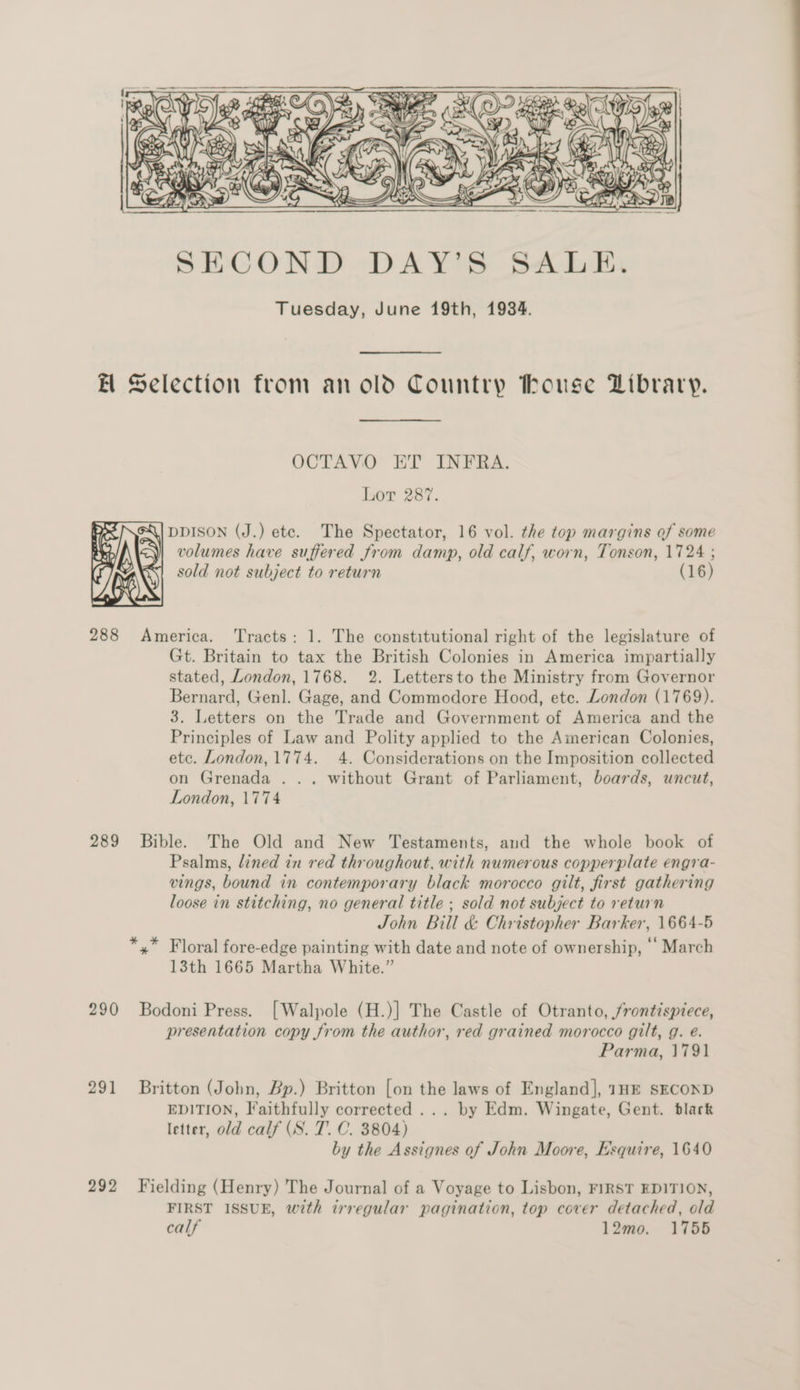 SECOND DAY'S SALE.
Tuesday, June 19th, 1934.
A Selection from an old Country House Library.
OCTAVO ET INFRA.
Lot 287.
ADDISON (J.) etc. The Spectator, 16 vol. the top margins of some
volumes have suffered from damp, old calf, worn, Tonson, 1724 ;
sold not subject to return (16)
288 America. Tracts: 1. The constitutional right of the legislature of
Gt. Britain to tax the British Colonies in America impartially
stated, London, 1768. 2. Letters to the Ministry from Governor
Bernard, Genl. Gage, and Commodore Hood, etc. London (1769).
3. Letters on the Trade and Government of America and the
Principles of Law and Polity applied to the American Colonies,
etc. London, 1774. 4. Considerations on the Imposition collected
on Grenada . . . without Grant of Parliament, boards, uncut,
London, 1774
289 Bible. The Old and New Testaments, and the whole book of
Psalms, lined in red throughout, with numerous copperplate engra-
vings, bound in contemporary black morocco gilt, first gathering
loose in stitching, no general title ; sold not subject to return
John Bill & Christopher Barker, 1664-5
*** Floral fore-edge painting with date and note of ownership, “ March
13th 1665 Martha White.”
290 Bodoni Press. [Walpole (H.)] The Castle of Otranto, frontispiece,
presentation copy from the author, red grained morocco gilt, g. e.
Parma, 1791
291 Britton (John, Bp.) Britton [on the laws of England], THE SECOND
EDITION, Faithfully corrected . . . by Edm. Wingate, Gent. black
letter, old calf (S. T. C. 3804)
by the Assignes of John Moore, Esquire, 1640
292 Fielding (Henry) The Journal of a Voyage to Lisbon, FIRST EDITION,
FIRST ISSUE, with irregular pagination, top cover detached, old
calf 12mo. 1755